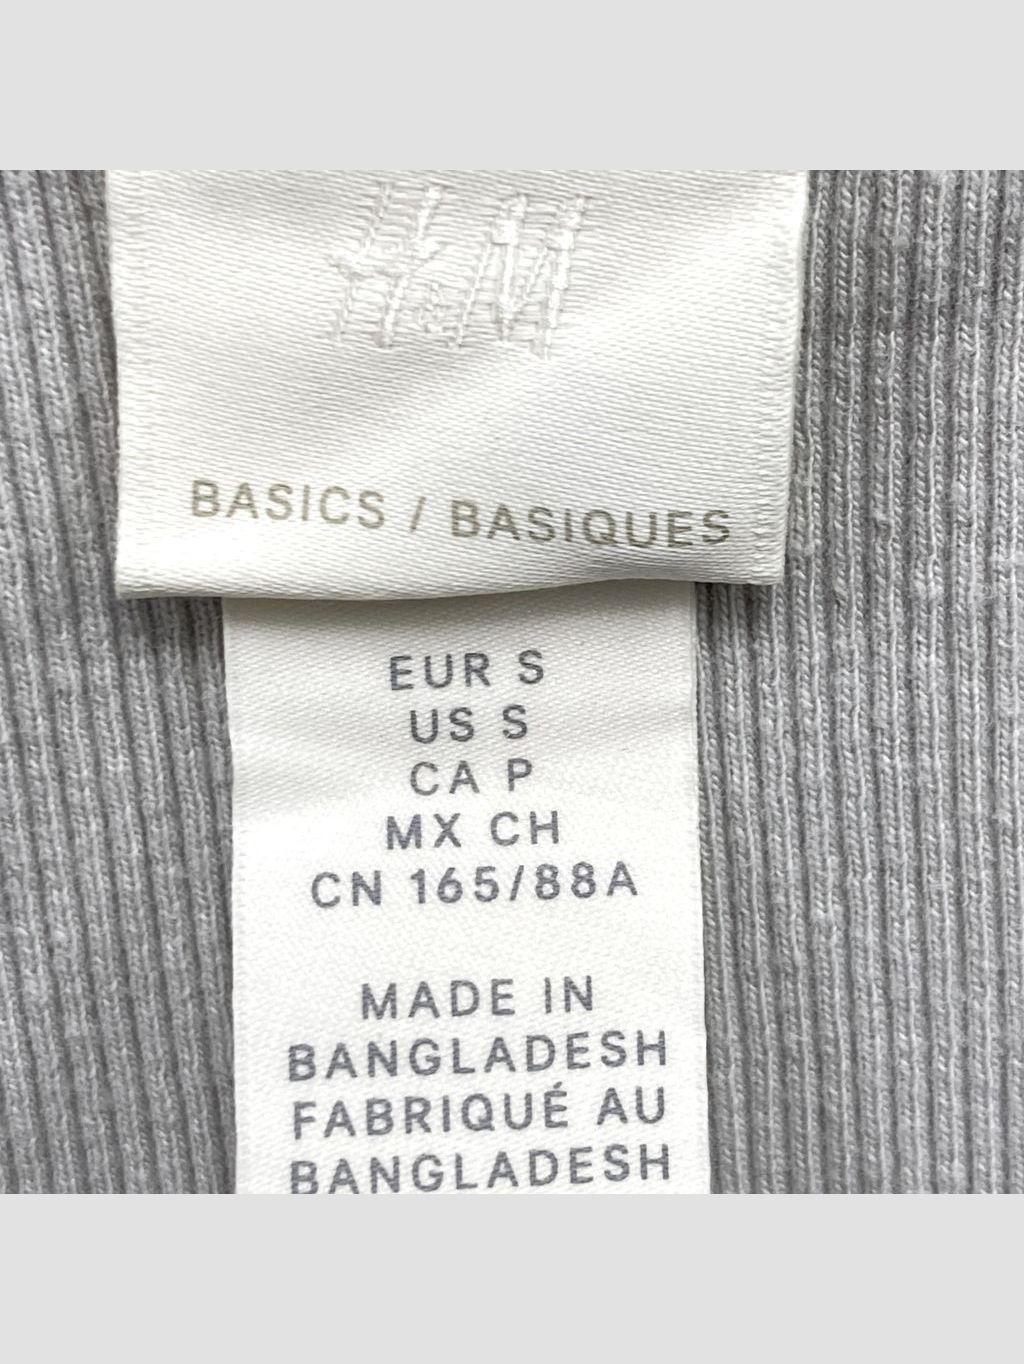 H&M
BASICS / BASIQUES
EUR S
US S
CA P
MX CH
CN 165/88A
MADE IN
BANGLADESH
FABRIQUÉ AU
BANGLADESH